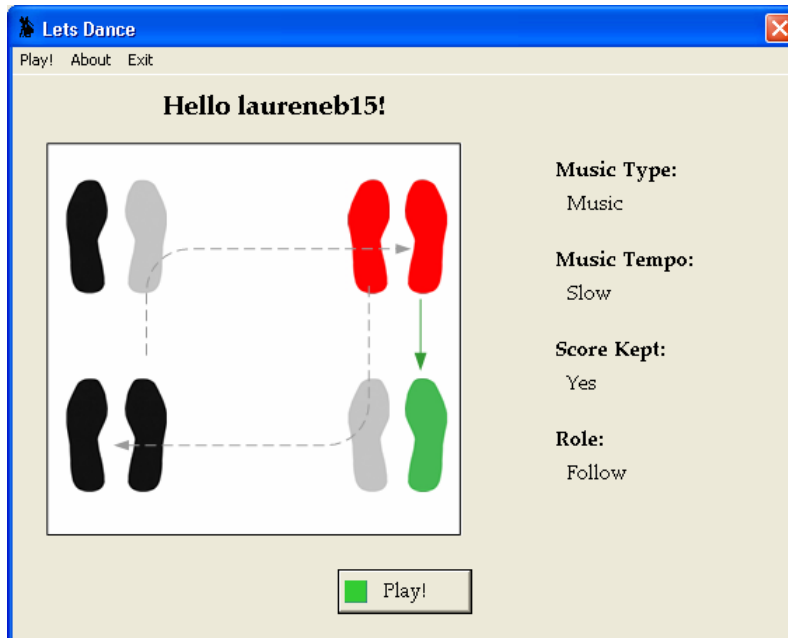 Lets Dance
Play! About Exit
Hello laureneb15!
Music Type:
Music
Music Tempo:
Slow
Score Kept:
Yes
Role:
Follow
Play!